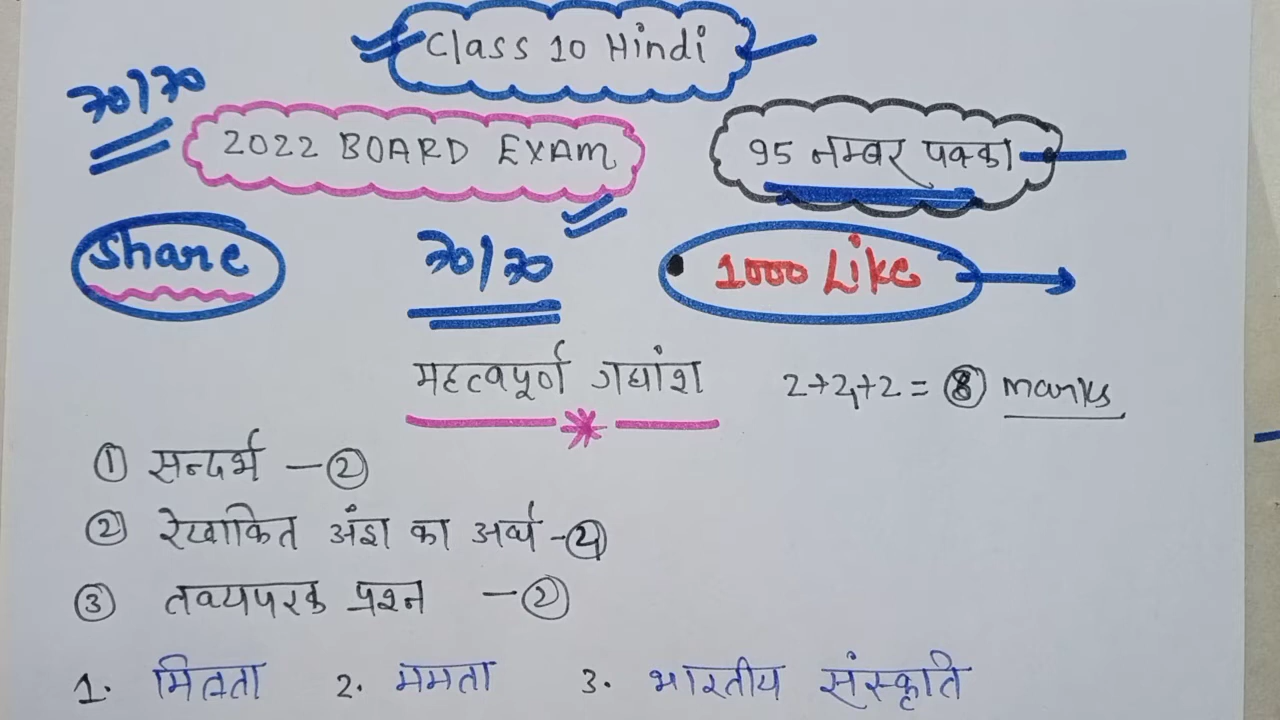 Class 10 Hindi
70/70
2022 BOARD EXAM
95 नम्बर पक्का
Share
70/70
1000 Like
महत्वपूर्ण गद्यांश
2+4+2 = 8 marks
① सन्दर्भ - ②
② रेखाकित अंश का अर्थ - ④
③ तथ्यपरक प्रश्न - ②
1. मित्रता 2. ममता 3. भारतीय संस्कृति